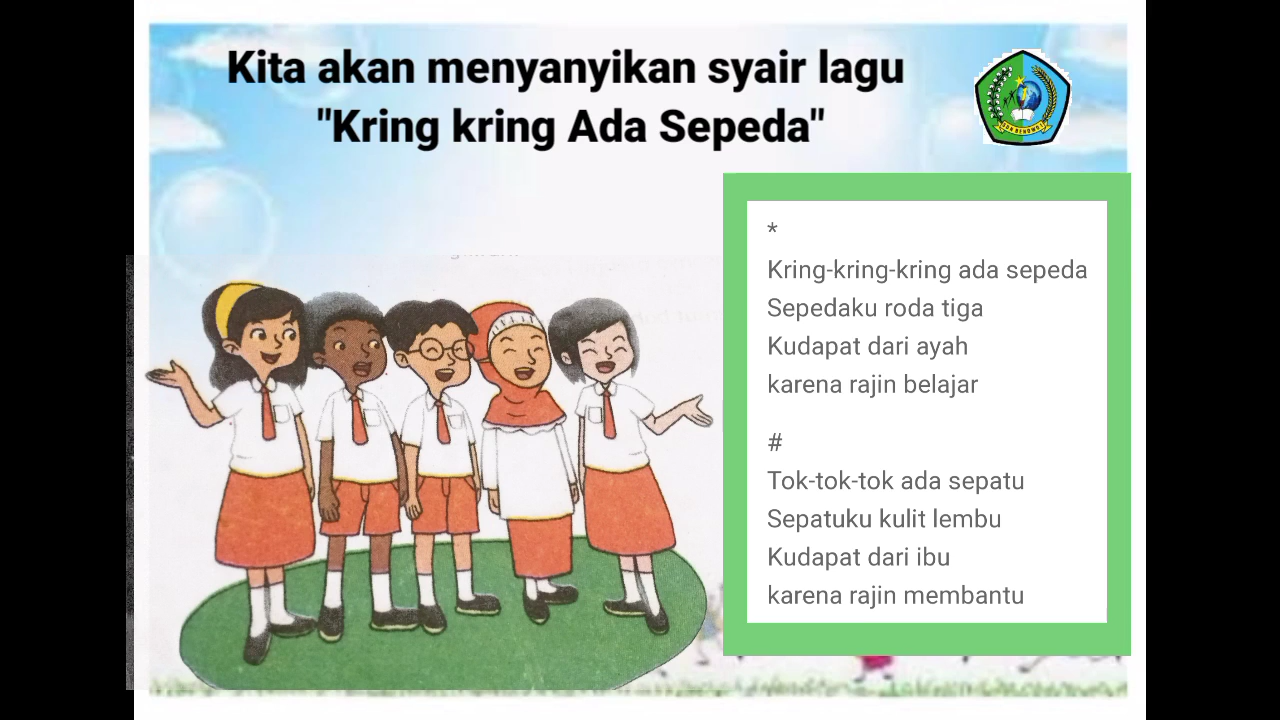 Kita akan menyanyikan syair lagu
"Kring kring Ada Sepeda"
*
Kring-kring-kring ada sepeda
Sepedaku roda tiga
Kudapat dari ayah
karena rajin belajar
#
Tok-tok-tok ada sepatu
Sepatuku kulit lembu
Kudapat dari ibu
karena rajin membantu